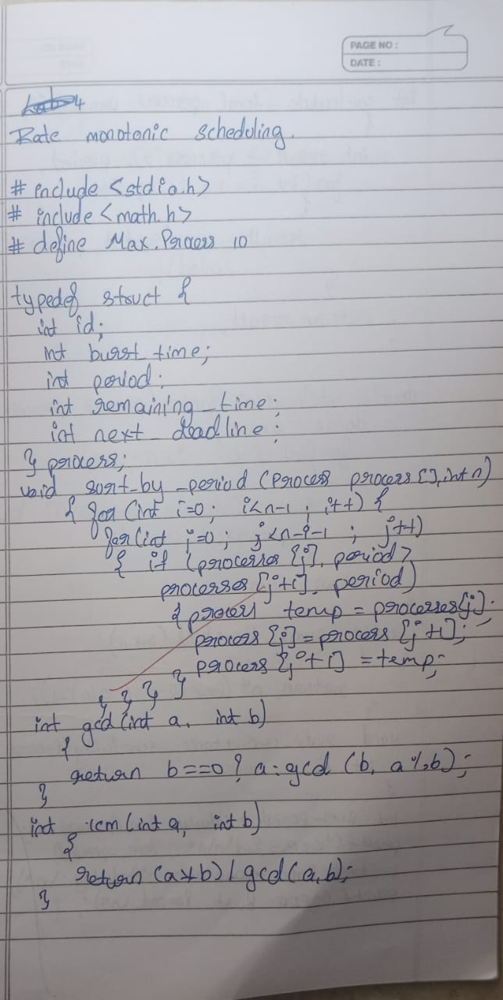 PAGE NO :
DATE :
Lab 4
Rate monotonic scheduling.
# include <stdio.h>
# include <math.h>
# define Max.Process 10
typedef struct {
int id;
int burst_time;
int period;
int remaining_time;
int next_deadline;
} process;
void sort_by_period (Process process [], int n)
{ for (int i=0; i<n-1; i++) {
for(int j=0; j<n-i-1; j++)
{ if (processes [j]. period >
processes [j+1]. period)
{ process temp = processes[j];
process [j] = process [j+1];
process [j+1] = temp;
} } } }
int gcd (int a, int b)
{
return b==0 ? a : gcd (b, a % b);
}
int lcm (int a, int b)
{
return (a*b) / gcd(a,b);
}